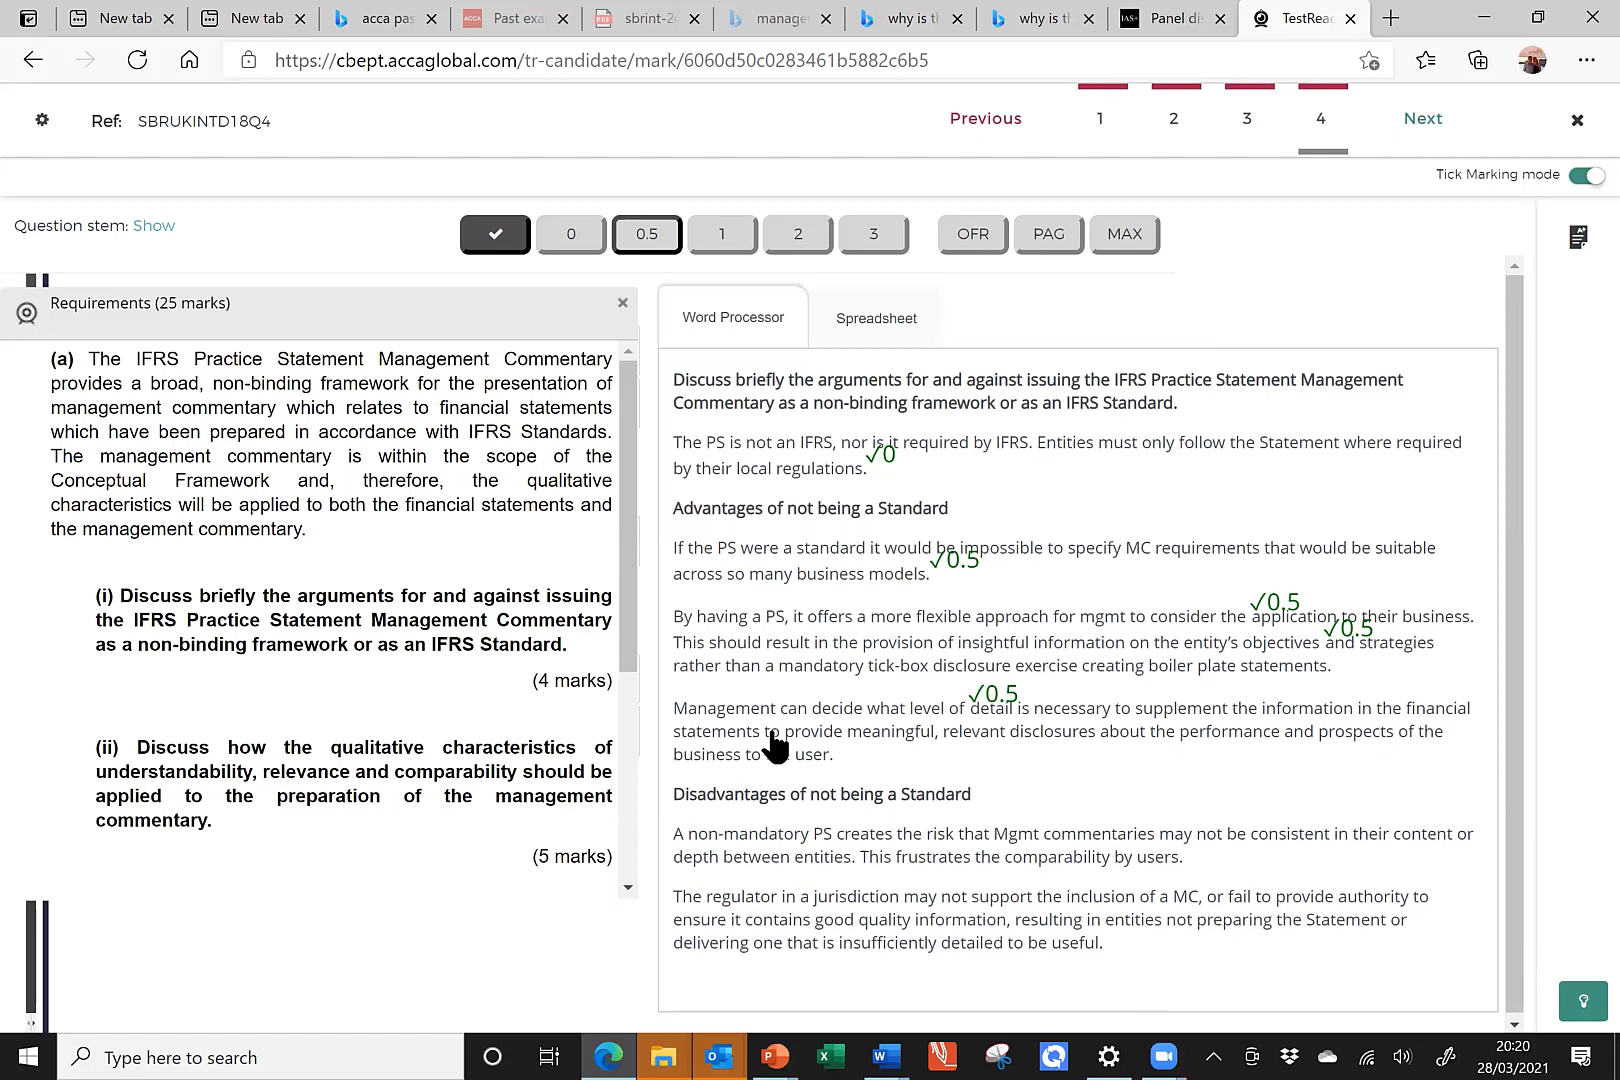 New tab
New tab
acca pas
Past exa
sbrint-2
manage
why is t
why is th
Panel di
TestReac
https://cbept.accaglobal.com/tr-candidate/mark/6060d50c0283461b5882c6b5
Ref: SBRUKINTD18Q4
Previous 1 2 3 4 Next
Tick Marking mode
Question stem: Show
0 0.5 1 2 3 OFR PAG MAX
Requirements (25 marks)
(a) The IFRS Practice Statement Management Commentary
provides a broad, non-binding framework for the presentation of
management commentary which relates to financial statements
which have been prepared in accordance with IFRS Standards.
The management commentary is within the scope of the
Conceptual Framework and, therefore, the qualitative
characteristics will be applied to both the financial statements and
the management commentary.
(i) Discuss briefly the arguments for and against issuing
the IFRS Practice Statement Management Commentary
as a non-binding framework or as an IFRS Standard.
(4 marks)
(ii) Discuss how the qualitative characteristics of
understandability, relevance and comparability should be
applied to the preparation of the management
commentary.
(5 marks)
Word Processor
Spreadsheet
Discuss briefly the arguments for and against issuing the IFRS Practice Statement Management
Commentary as a non-binding framework or as an IFRS Standard.
The PS is not an IFRS, nor is it required by IFRS. Entities must only follow the Statement where required
by their local regulations.
√0
Advantages of not being a Standard
If the PS were a standard it would be impossible to specify MC requirements that would be suitable
across so many business models.
√0.5
√0.5
By having a PS, it offers a more flexible approach for mgmt to consider the application to their business.
√0.5
This should result in the provision of insightful information on the entity's objectives and strategies
rather than a mandatory tick-box disclosure exercise creating boiler plate statements.
√0.5
Management can decide what level of detail is necessary to supplement the information in the financial
statements to provide meaningful, relevant disclosures about the performance and prospects of the
business to user.
Disadvantages of not being a Standard
A non-mandatory PS creates the risk that Mgmt commentaries may not be consistent in their content or
depth between entities. This frustrates the comparability by users.
The regulator in a jurisdiction may not support the inclusion of a MC, or fail to provide authority to
ensure it contains good quality information, resulting in entities not preparing the Statement or
delivering one that is insufficiently detailed to be useful.
Type here to search
20:20
28/03/2021